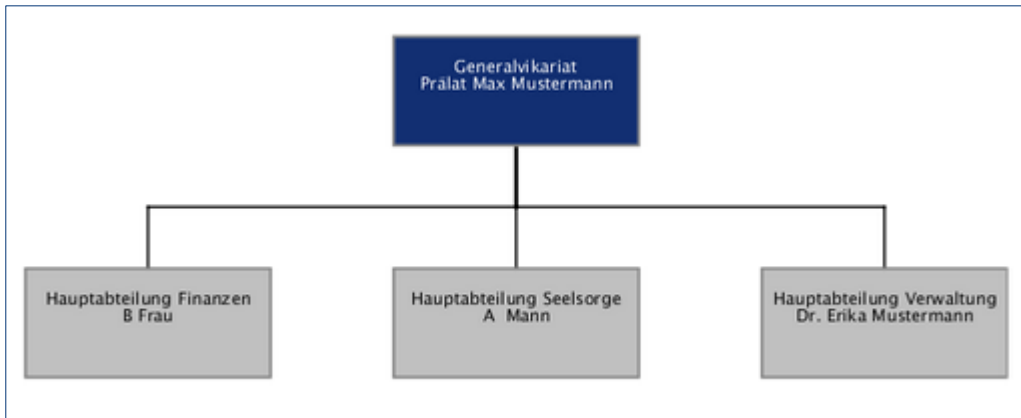 Generalvikariat
Prälat Max Mustermann
Hauptabteilung Finanzen
B Frau
Hauptabteilung Seelsorge
A  Mann
Hauptabteilung Verwaltung
Dr. Erika Mustermann